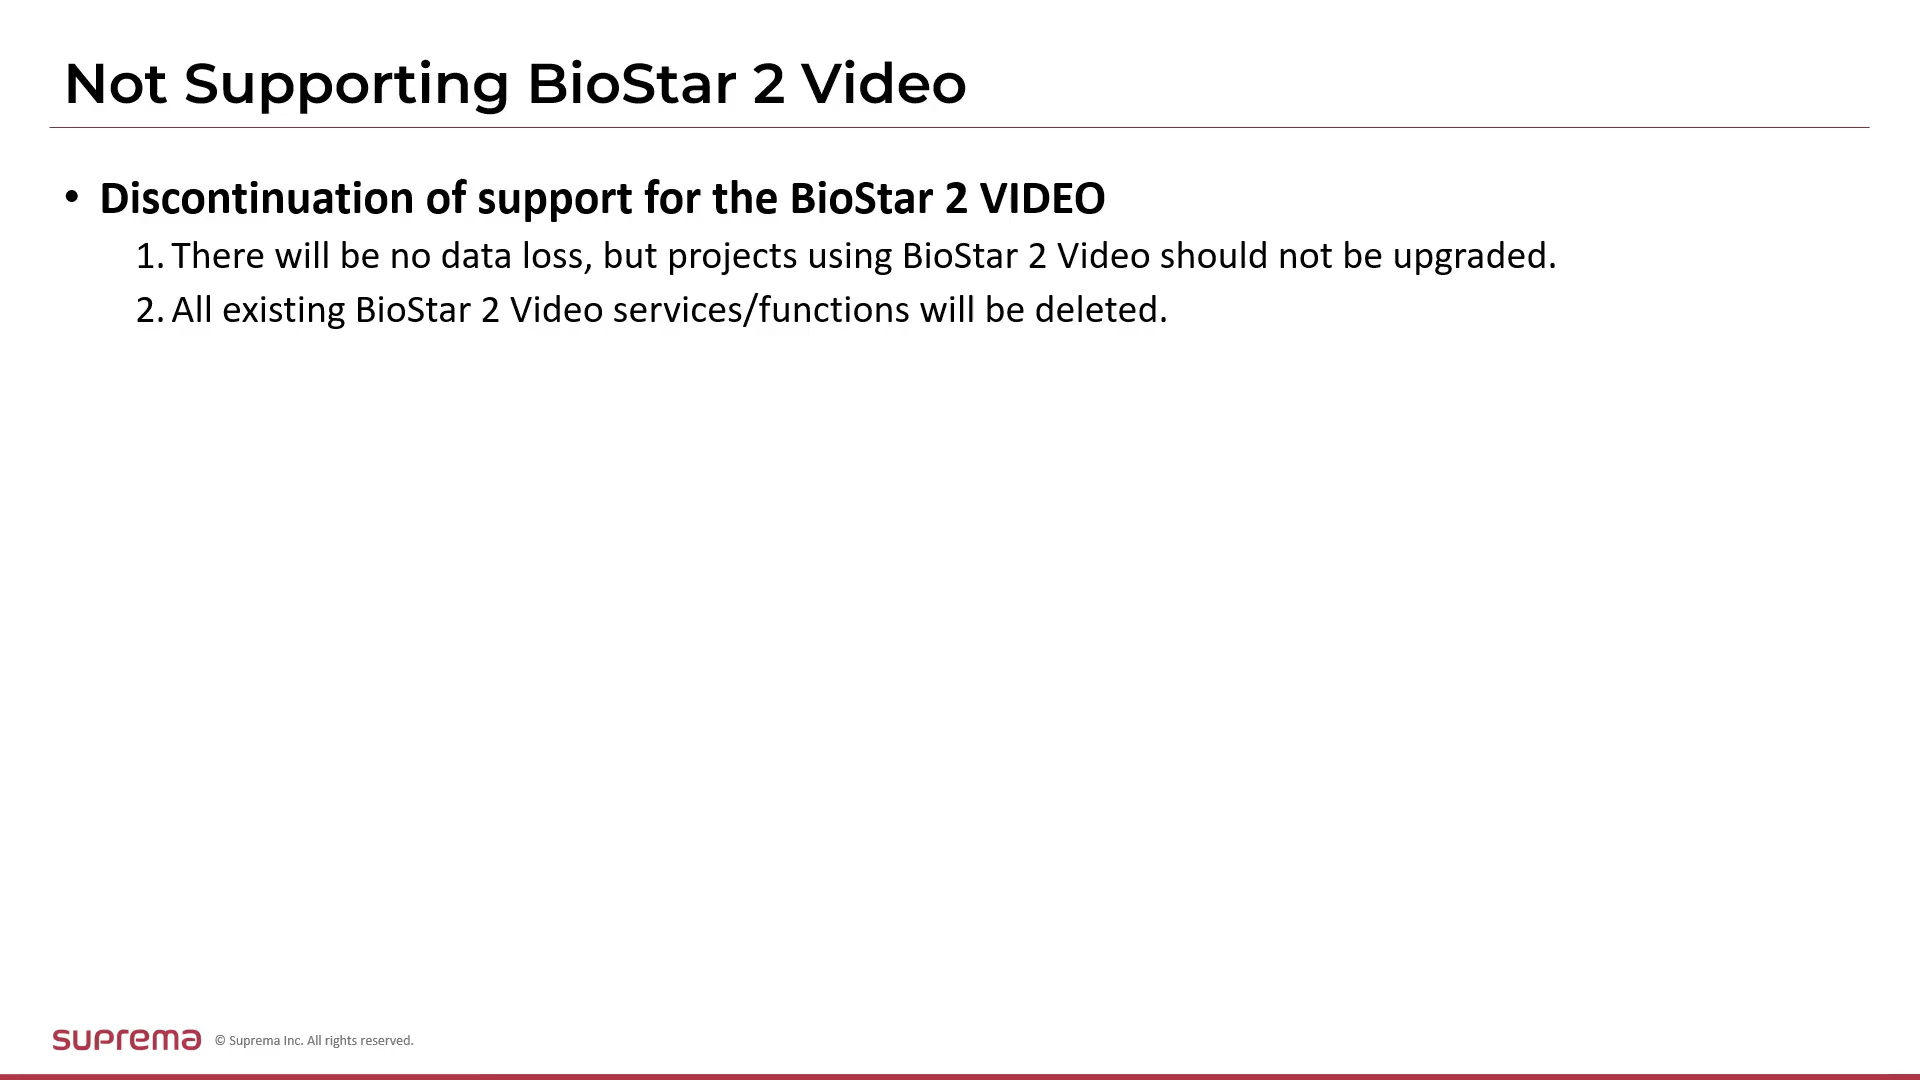 Not Supporting BioStar 2 Video
• Discontinuation of support for the BioStar 2 VIDEO
1. There will be no data loss, but projects using BioStar 2 Video should not be upgraded.
2. All existing BioStar 2 Video services/functions will be deleted.
suprema © Suprema Inc. All rights reserved.